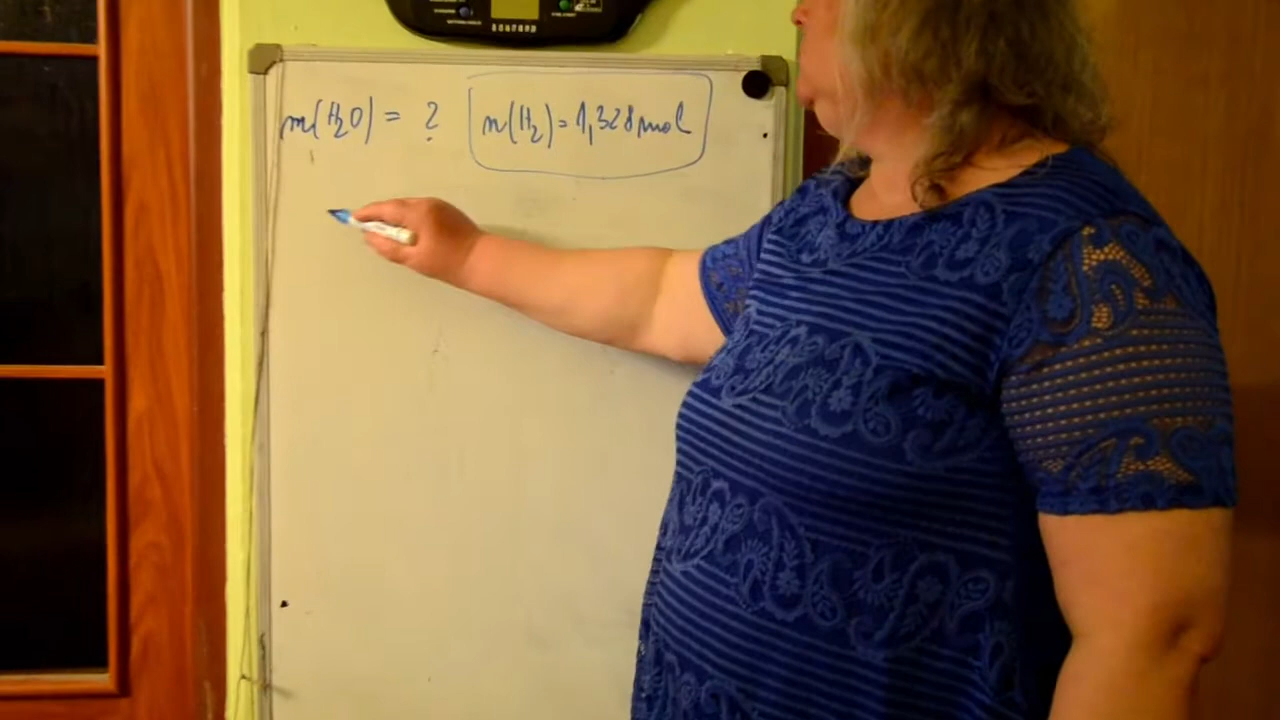 m(H₂O) = ? n(H₂) = 1,328 mol